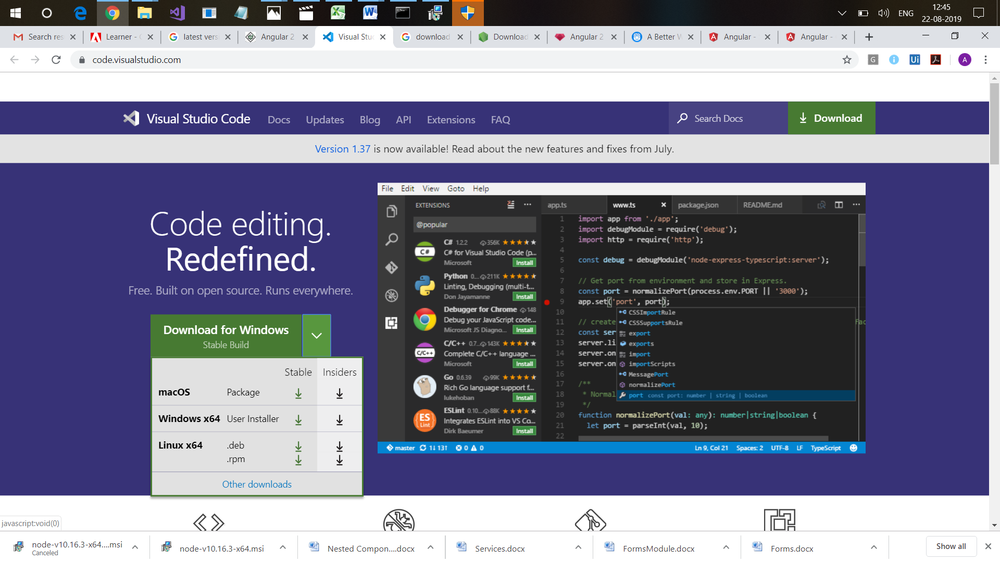 ENG
12:45
22-08-2019
Search res
Learner -
latest versi
Angular 2
Visual Stu
download
Download
Angular 2
A Better W
Angular -
Angular -
code.visualstudio.com
G
Ui
A
Visual Studio Code
Docs
Updates
Blog
API
Extensions
FAQ
Search Docs
Download
Version 1.37 is now available! Read about the new features and fixes from July.
Code editing.
Redefined.
Free. Built on open source. Runs everywhere.
Download for Windows
Stable Build
Stable Insiders
macOS Package
Windows x64 User Installer
Linux x64 .deb
.rpm
Other downloads
File Edit View Goto Help
EXTENSIONS
@popular
C# 1.2.2 356K
C# for Visual Studio Code (p...
Microsoft Install
Python 0.... 211K
Linting, Debugging (multi-t...
Don Jayamanne Install
Debugger for Chrome 148
Debug your JavaScript code...
Microsoft JS Diagno... Install
C/C++ 0.7... 143K
Complete C/C++ language ...
Microsoft Install
Go 0.6.39 99K
Rich Go language support f...
lukehoban Install
ESLint 0.10... 88K
Integrates ESLint into VS Co...
Dirk Baeumer Install
app.ts www.ts package.json README.md
1 import app from './app';
2 import debugModule = require('debug');
3 import http = require('http');
4
5 const debug = debugModule('node-express-typescript:server');
6
7 // Get port from environment and store in Express.
8 const port = normalizePort(process.env.PORT || '3000');
9 app.set('port', port);
10
11 // create
12 const ser
13 server.li
14 server.on
15 server.on
16
17 /**
18 * Normal
19 */
20 function normalizePort(val: any): number|string|boolean {
21 let port = parseInt(val, 10);
22
CSSImportRule
CSSSupportsRule
export
exports
import
importScripts
MessagePort
normalizePort
port const port: number | string | boolean
master 1↓ 13↑ 0 0
Ln 9, Col 21 Spaces: 2 UTF-8 LF TypeScript
javascript:void(0)
node-v10.16.3-x64....msi
Canceled
node-v10.16.3-x64.msi
Nested Compon....docx
Services.docx
FormsModule.docx
Forms.docx
Show all